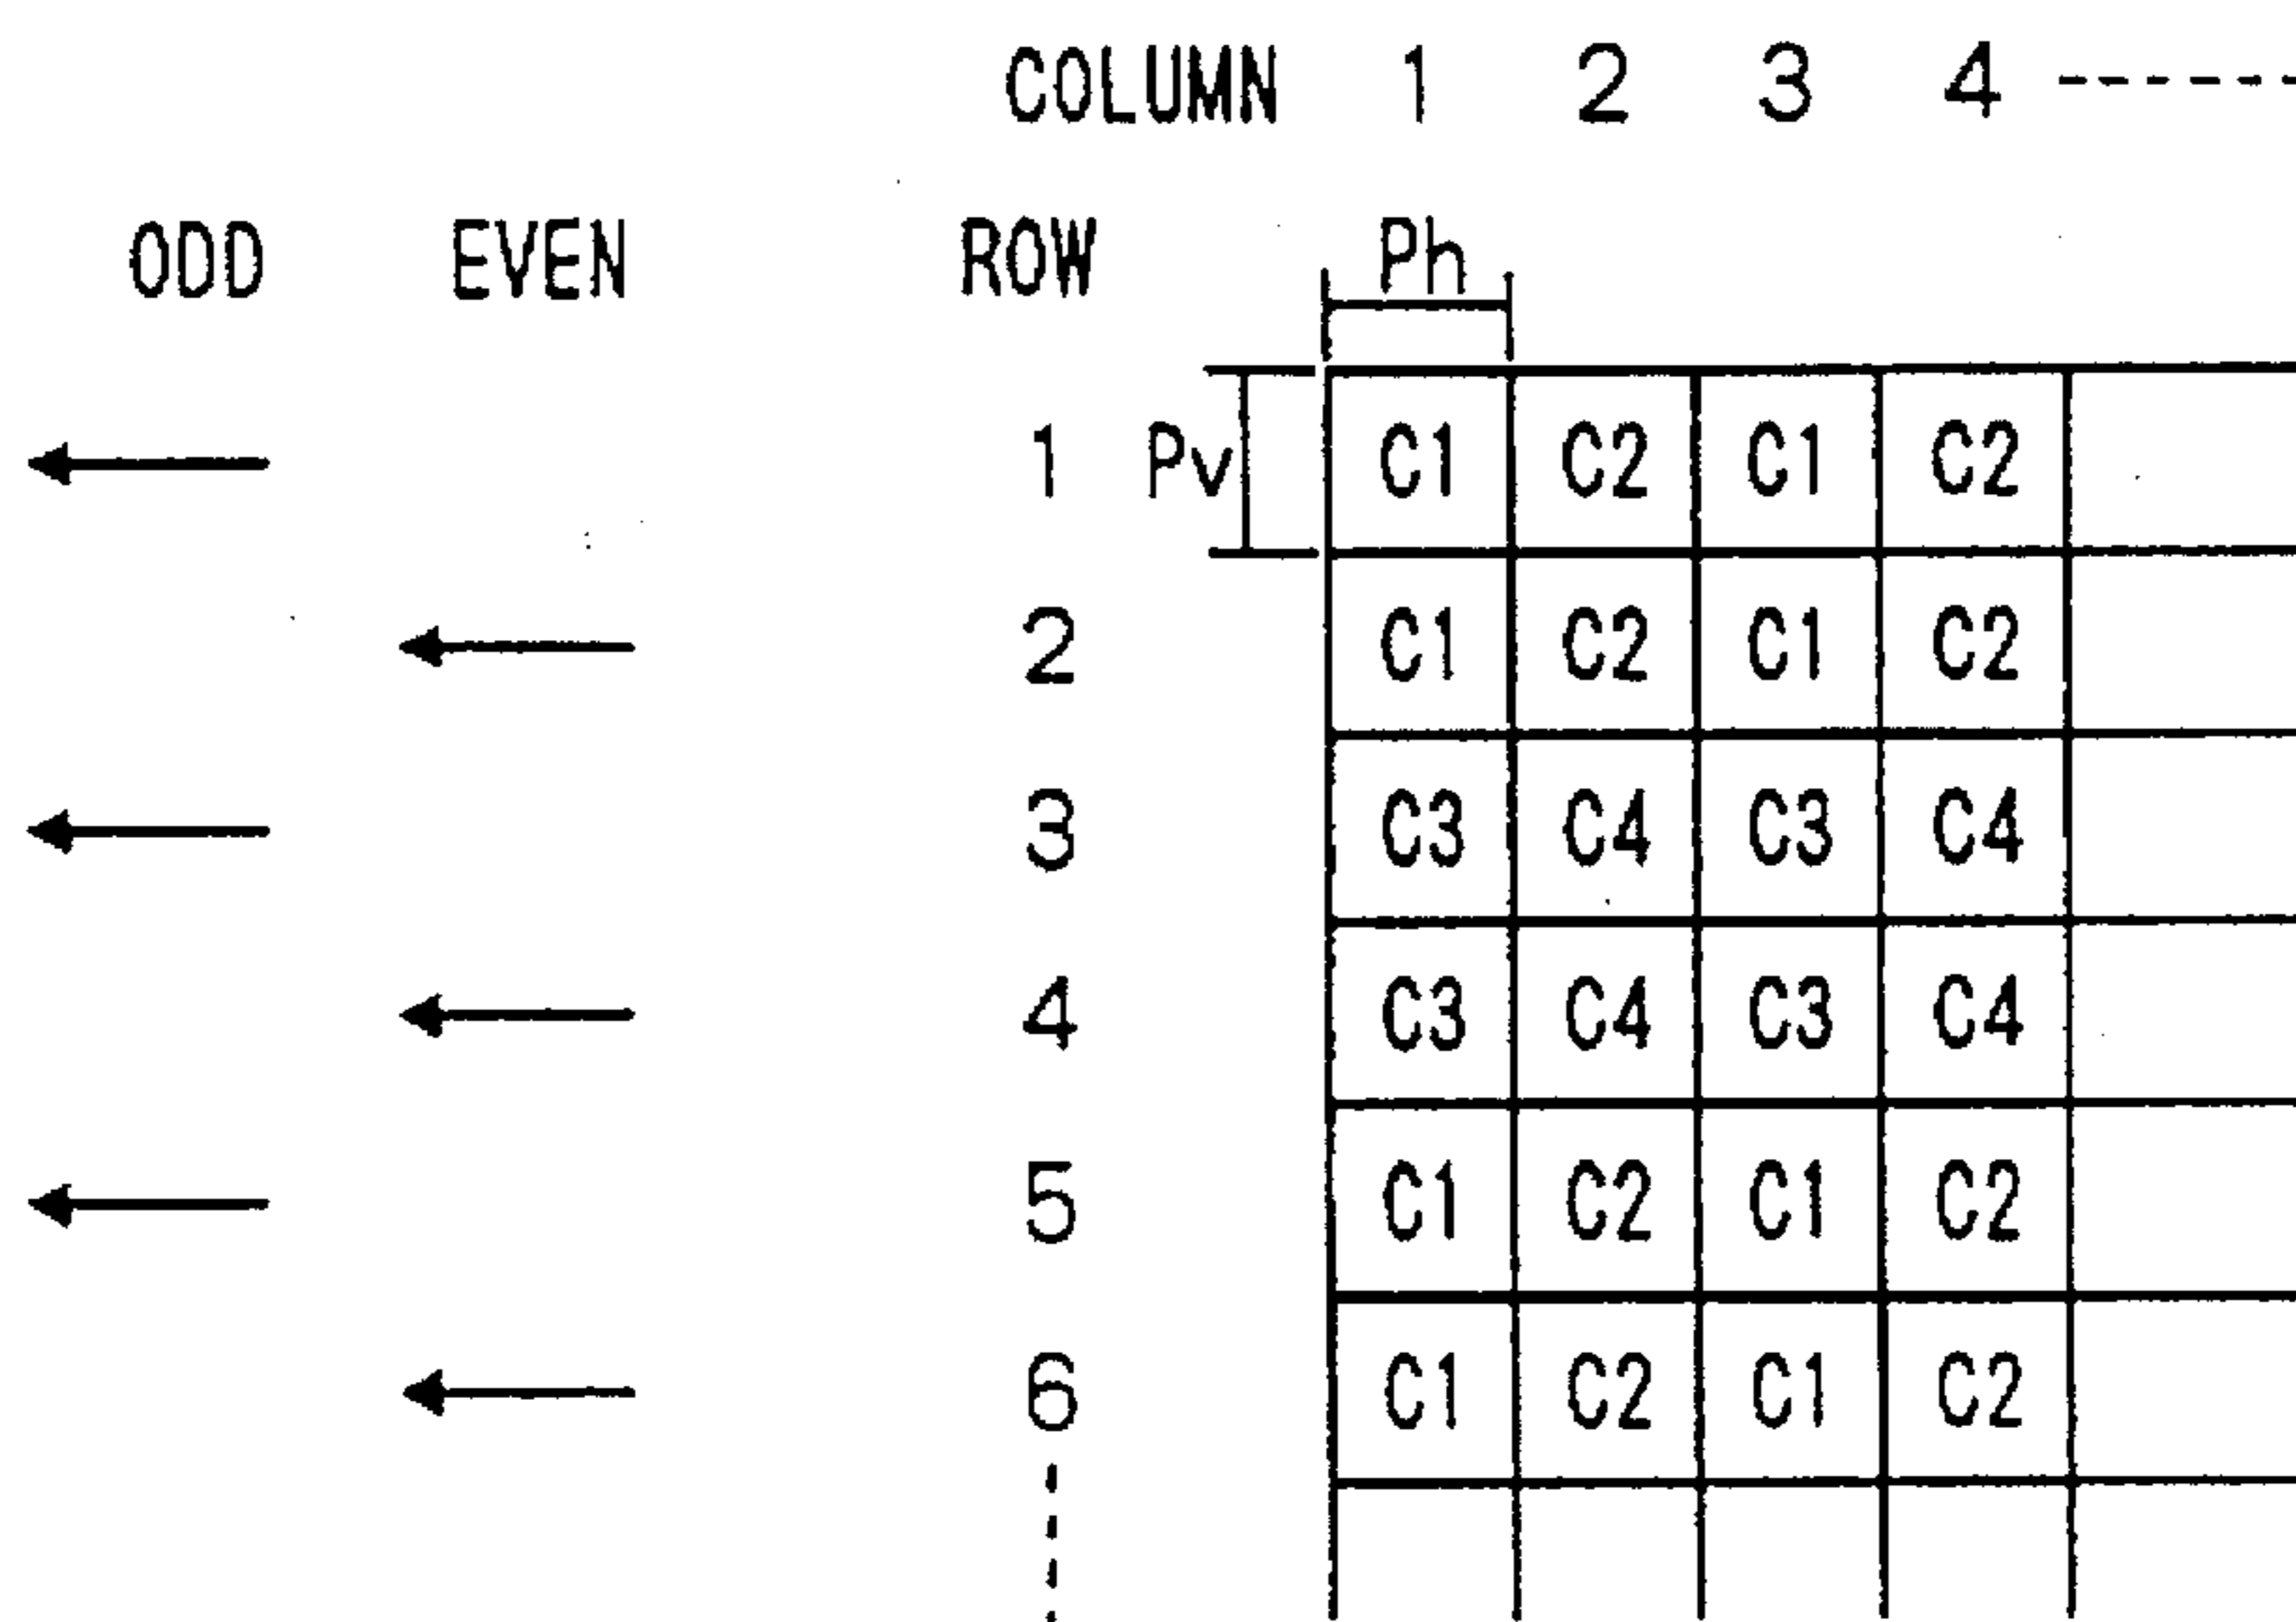 COLUMN 1 2 3 4
ODD EVEN ROW Ph
1 Pv C1 C2 C1 C2
2 C1 C2 C1 C2
3 C3 C4 C3 C4
4 C3 C4 C3 C4
5 C1 C2 C1 C2
6 C1 C2 C1 C2